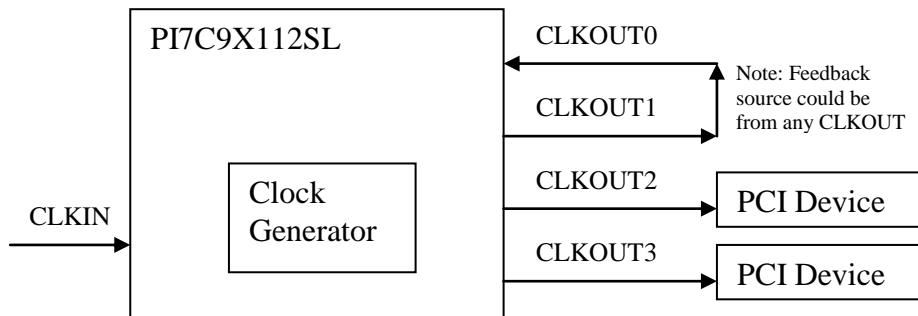 PI7C9X112SL
CLKOUT0
Note: Feedback
source could be
from any CLKOUT
CLKOUT1
CLKOUT2
PCI Device
Clock
Generator
CLKIN
CLKOUT3
PCI Device